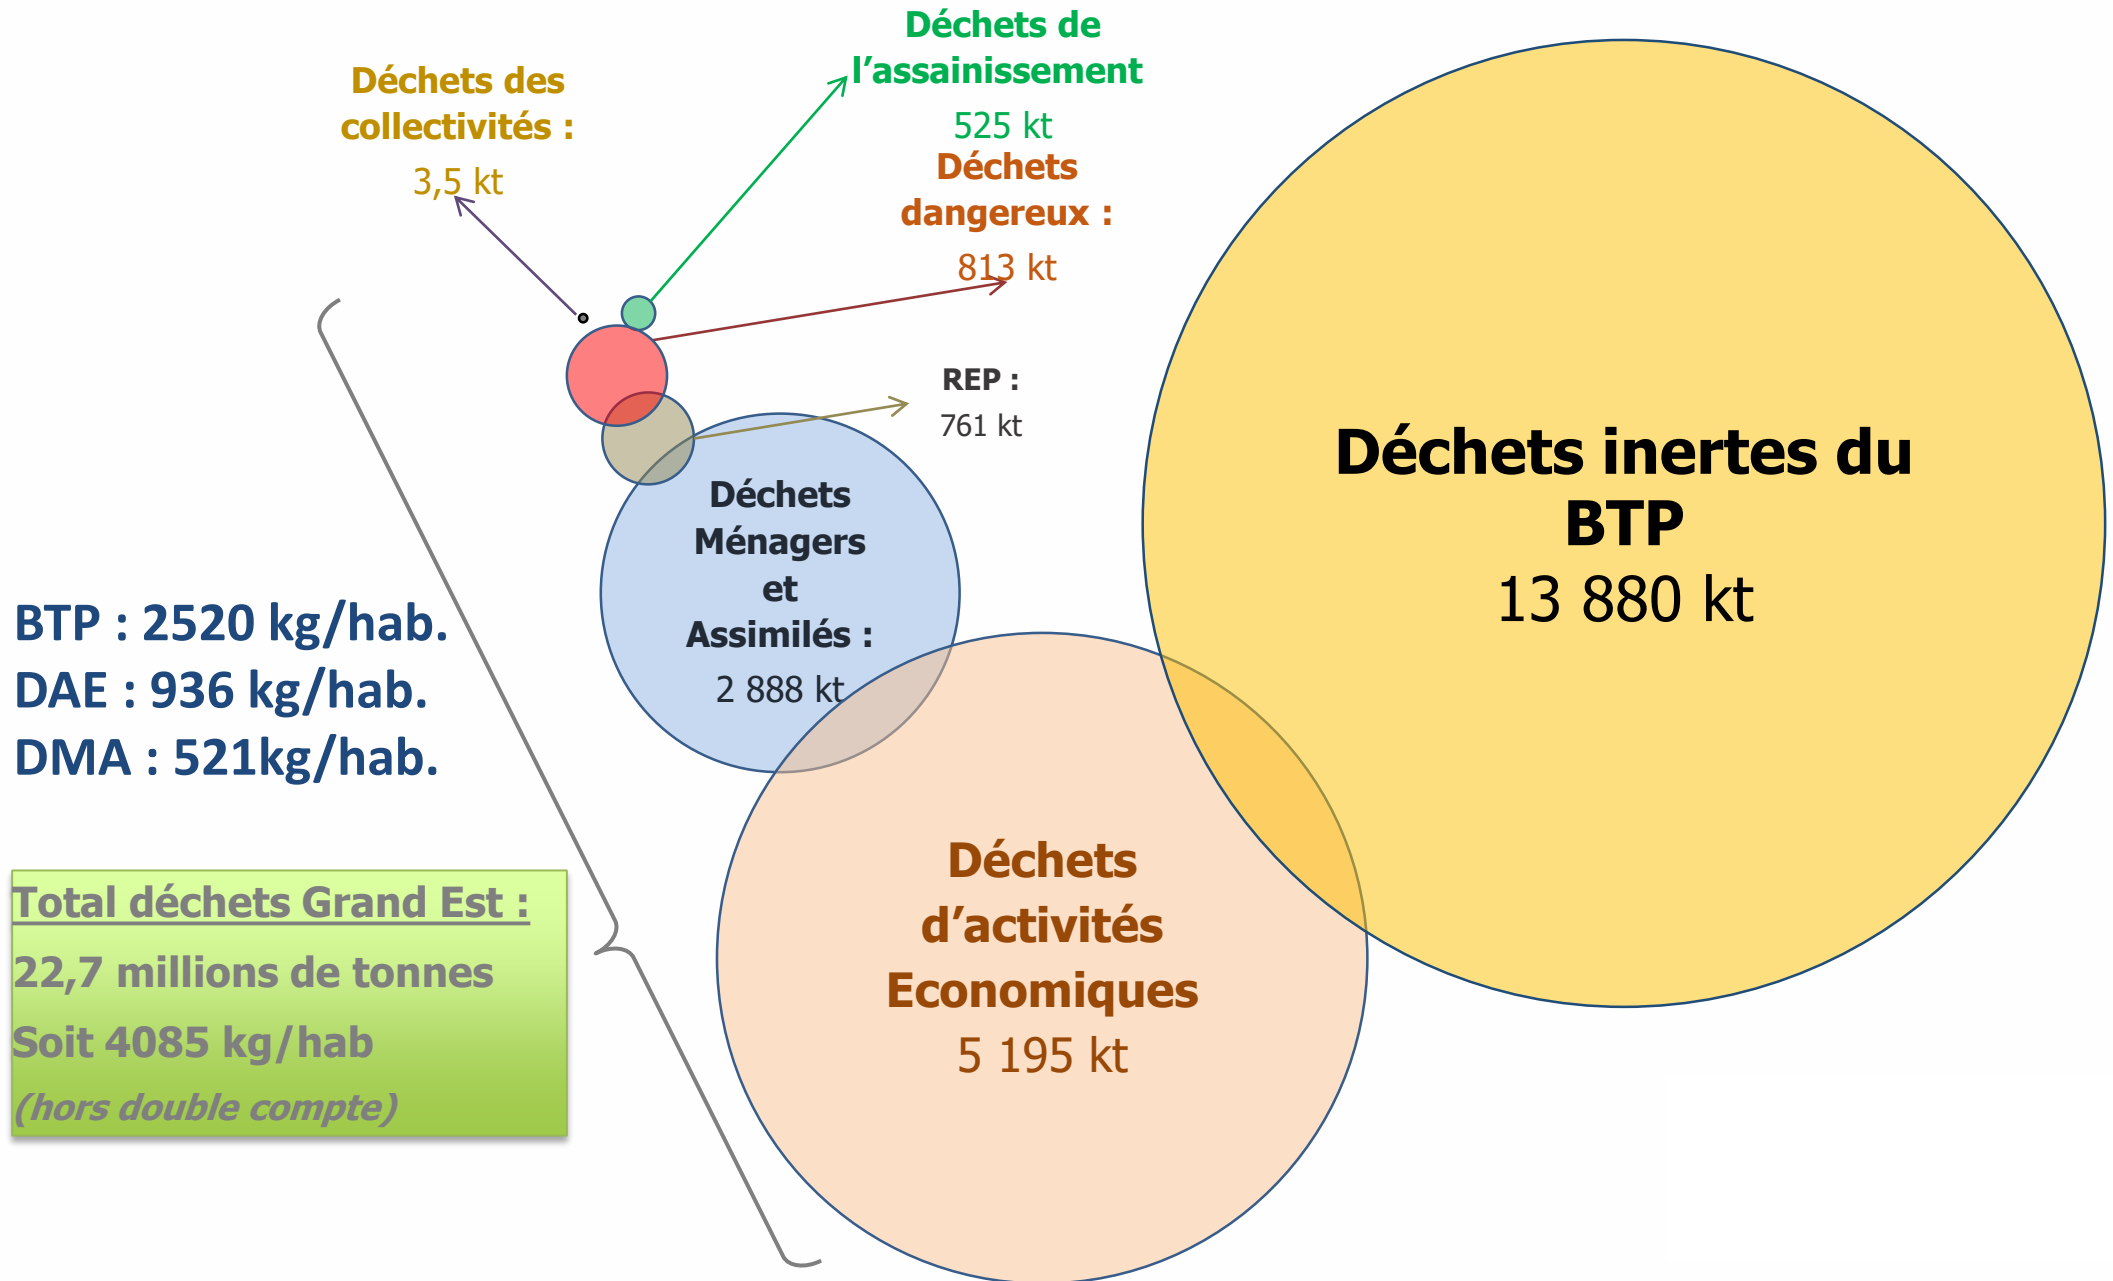 Déchets de
l’assainissement
525 kt
Déchets des
collectivités :
3,5 kt
Déchets
dangereux :
813 kt
REP :
761 kt
Déchets
Ménagers
et
Assimilés :
2 888 kt
Déchets inertes du
BTP
13 880 kt
BTP : 2520 kg/hab.
DAE : 936 kg/hab.
DMA : 521kg/hab.
Déchets
d’activités
Economiques
5 195 kt
Total déchets Grand Est :
22,7 millions de tonnes
Soit 4085 kg/hab
(hors double compte)